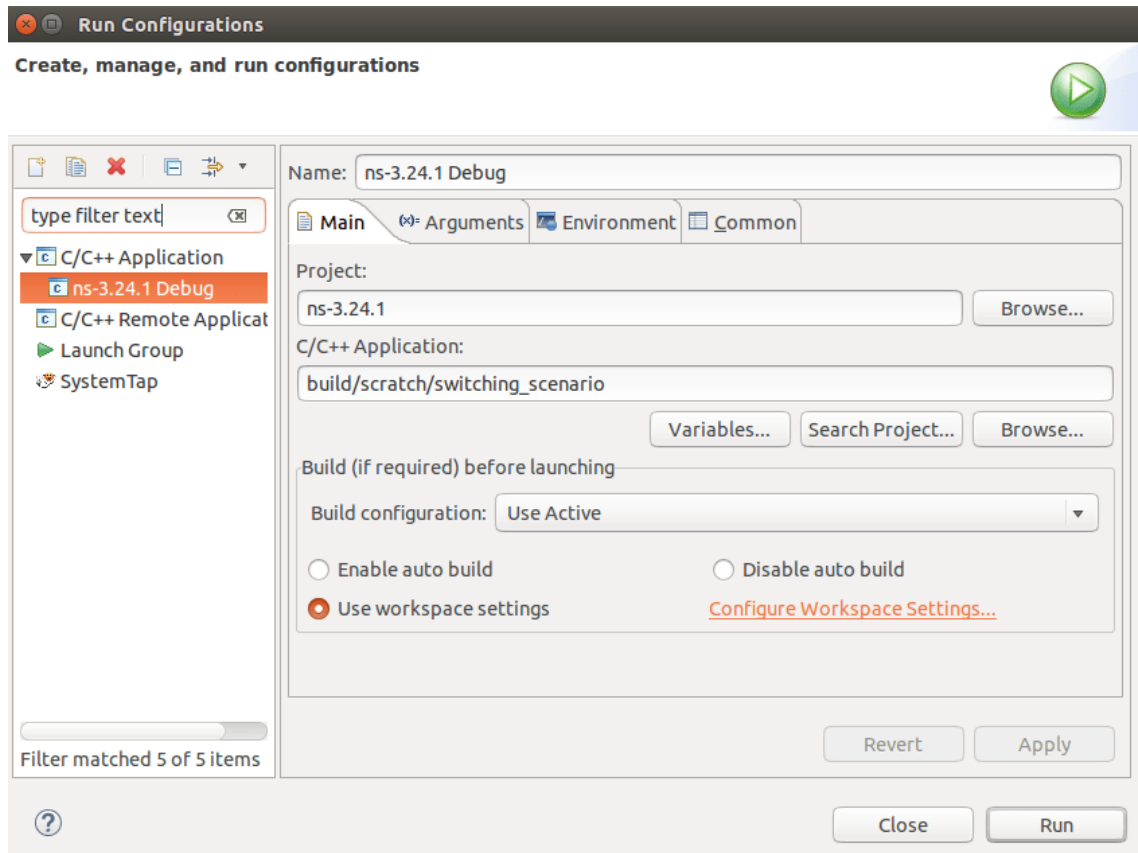 Run Configurations
Create, manage, and run configurations
type filter text
C/C++ Application
ns-3.24.1 Debug
C/C++ Remote Applicat
Launch Group
SystemTap
Filter matched 5 of 5 items
Name: ns-3.24.1 Debug
Main (x)= Arguments Environment Common
Project:
ns-3.24.1 Browse...
C/C++ Application:
build/scratch/switching_scenario
Variables... Search Project... Browse...
Build (if required) before launching
Build configuration: Use Active
Enable auto build Disable auto build
Use workspace settings Configure Workspace Settings...
Revert Apply
? Close Run